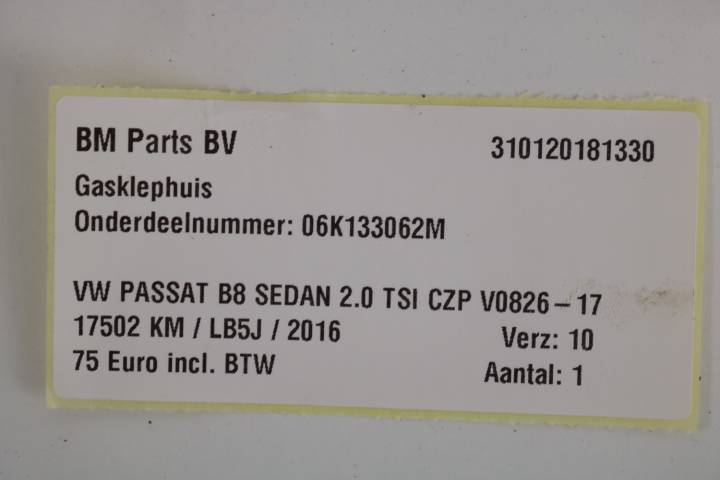 BM Parts BV 310120181330
Gasklephuis
Onderdeelnummer: 06K133062M
VW PASSAT B8 SEDAN 2.0 TSI CZP V0826 – 17
17502 KM / LB5J / 2016 Verz: 10
75 Euro incl. BTW Aantal: 1